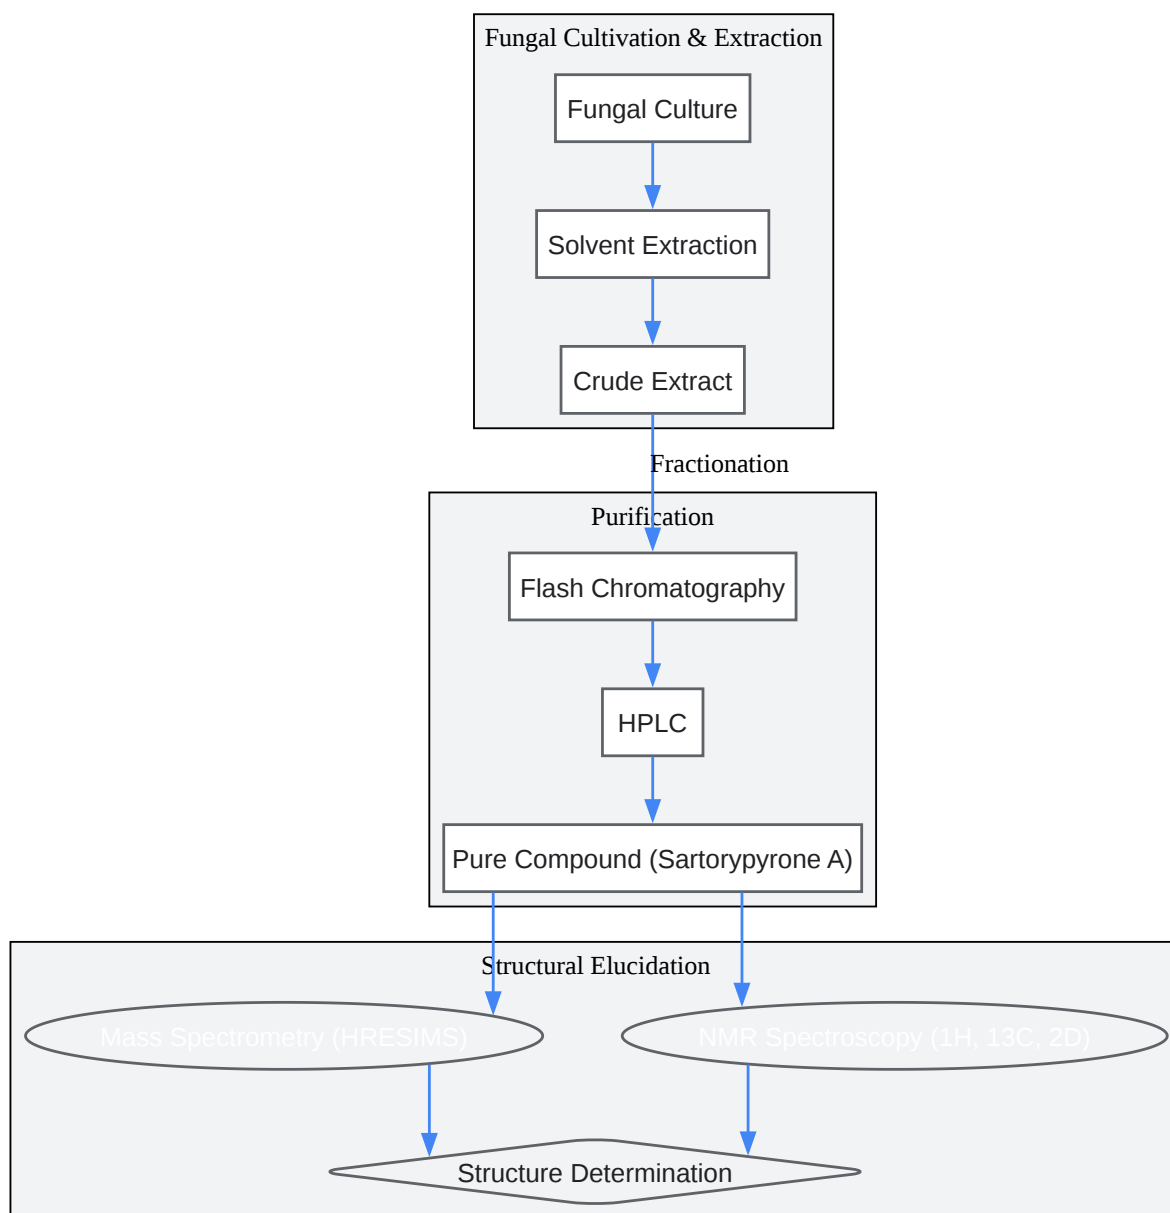 Fungal Cultivation & Extraction
Fungal Culture
Solvent Extraction
Crude Extract
Fractionation
Purification
Flash Chromatography
HPLC
Pure Compound (Sartorypyrone A)
Structural Elucidation
Mass Spectrometry (HRESIMS)
NMR Spectroscopy (1H, 13C, 2D)
Structure Determination